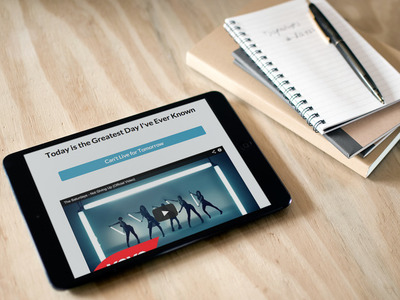 Today is the Greatest Day I've Ever Known
Can't Live for Tomorrow
The Saturdays - Not Giving Up (Official Video)